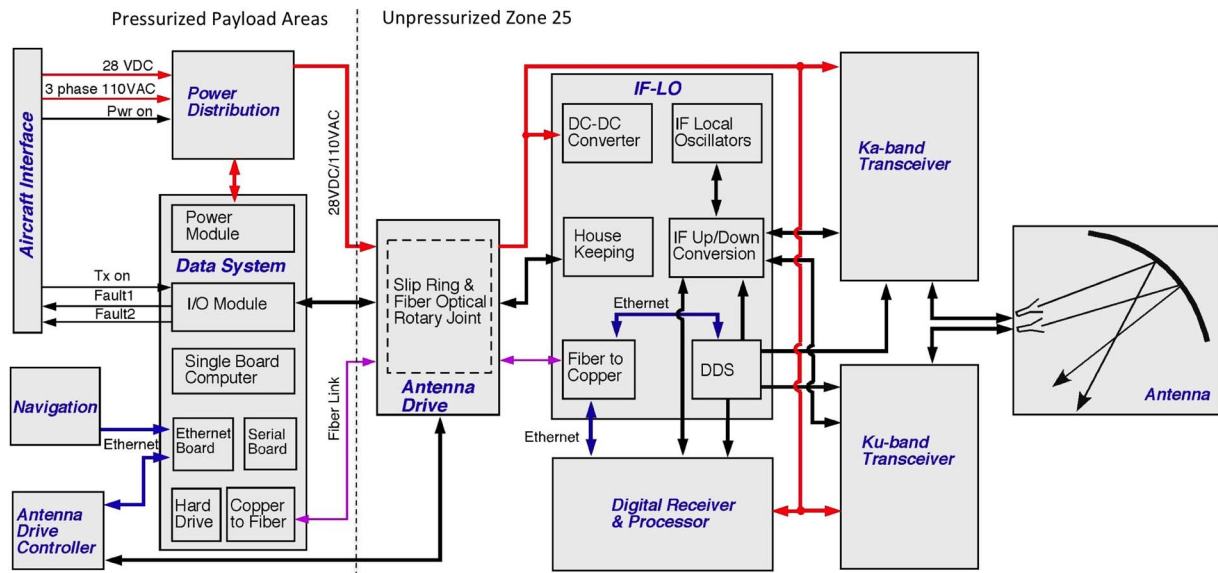 Pressurized Payload Areas
Unpressurized Zone 25
Aircraft Interface
28 VDC
3 phase 110VAC
Pwr on
Power
Distribution
28VDC/110VAC
Power
Module
Data System
Tx on
Fault1
Fault2
I/O Module
Single Board
Computer
Navigation
Ethernet
Ethernet
Board
Serial
Board
Hard
Drive
Copper
to Fiber
Antenna
Drive
Controller
Fiber Link
Slip Ring &
Fiber Optical
Rotary Joint
Antenna
Drive
IF-LO
DC-DC
Converter
IF Local
Oscillators
House
Keeping
IF Up/Down
Conversion
Ethernet
Fiber to
Copper
DDS
Ethernet
Digital Receiver
& Processor
Ka-band
Transceiver
Ku-band
Transceiver
Antenna